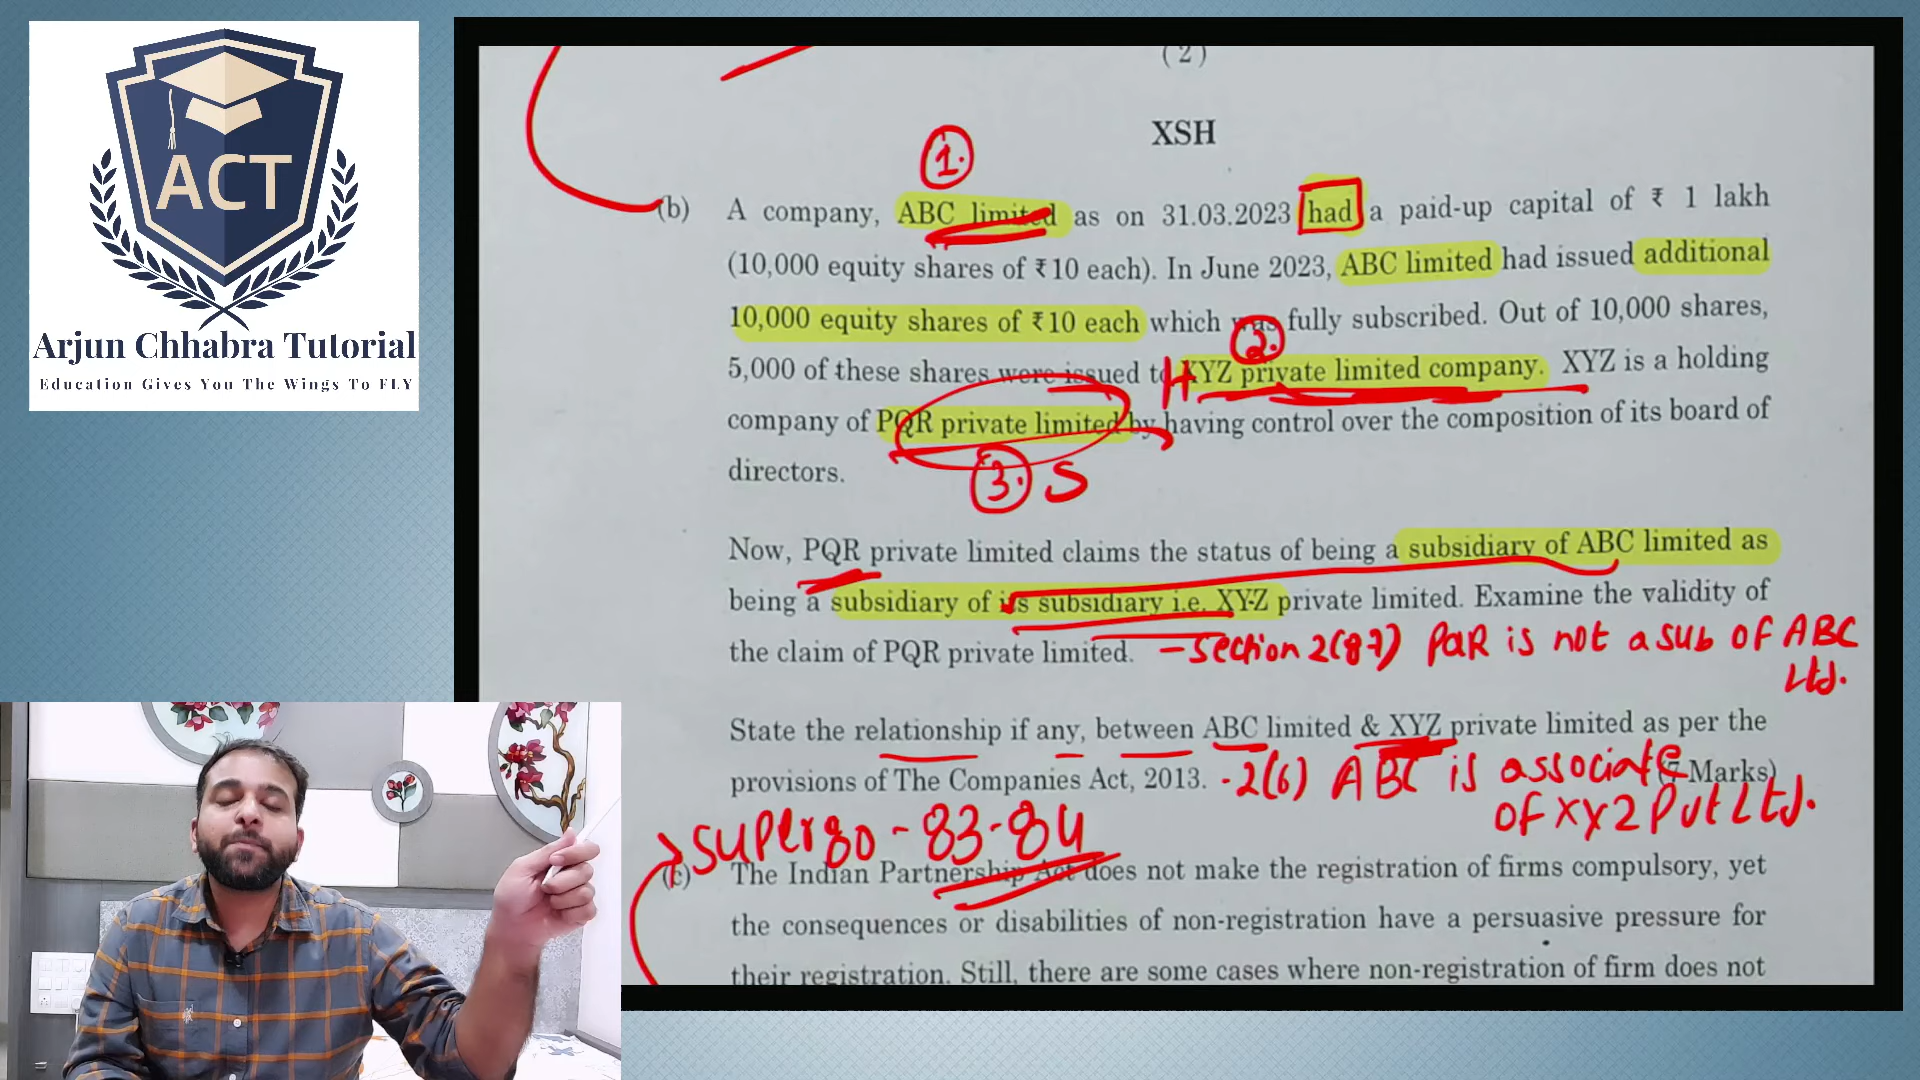 ACT
Arjun Chhabra Tutorial
Education Gives You The Wings To FLY
( 2 )
XSH
1.
(b) A company, ABC limited as on 31.03.2023 had a paid-up capital of ₹ 1 lakh
(10,000 equity shares of ₹10 each). In June 2023, ABC limited had issued additional
10,000 equity shares of ₹10 each which was fully subscribed. Out of 10,000 shares,
2.
5,000 of these shares were issued to XYZ private limited company. XYZ is a holding
H
company of PQR private limited by having control over the composition of its board of
directors.
3. S
Now, PQR private limited claims the status of being a subsidiary of ABC limited as
being a subsidiary of its subsidiary i.e. XYZ private limited. Examine the validity of
the claim of PQR private limited. - Section 2(87) PQR is not a sub of ABC
Ltd.
State the relationship if any, between ABC limited & XYZ private limited as per the
provisions of The Companies Act, 2013. (7 Marks)
- 2(6) ABC is associate
of XYZ Pvt Ltd.
Super 80 - 83-84
(c) The Indian Partnership Act does not make the registration of firms compulsory, yet
the consequences or disabilities of non-registration have a persuasive pressure for
their registration. Still, there are some cases where non-registration of firm does not